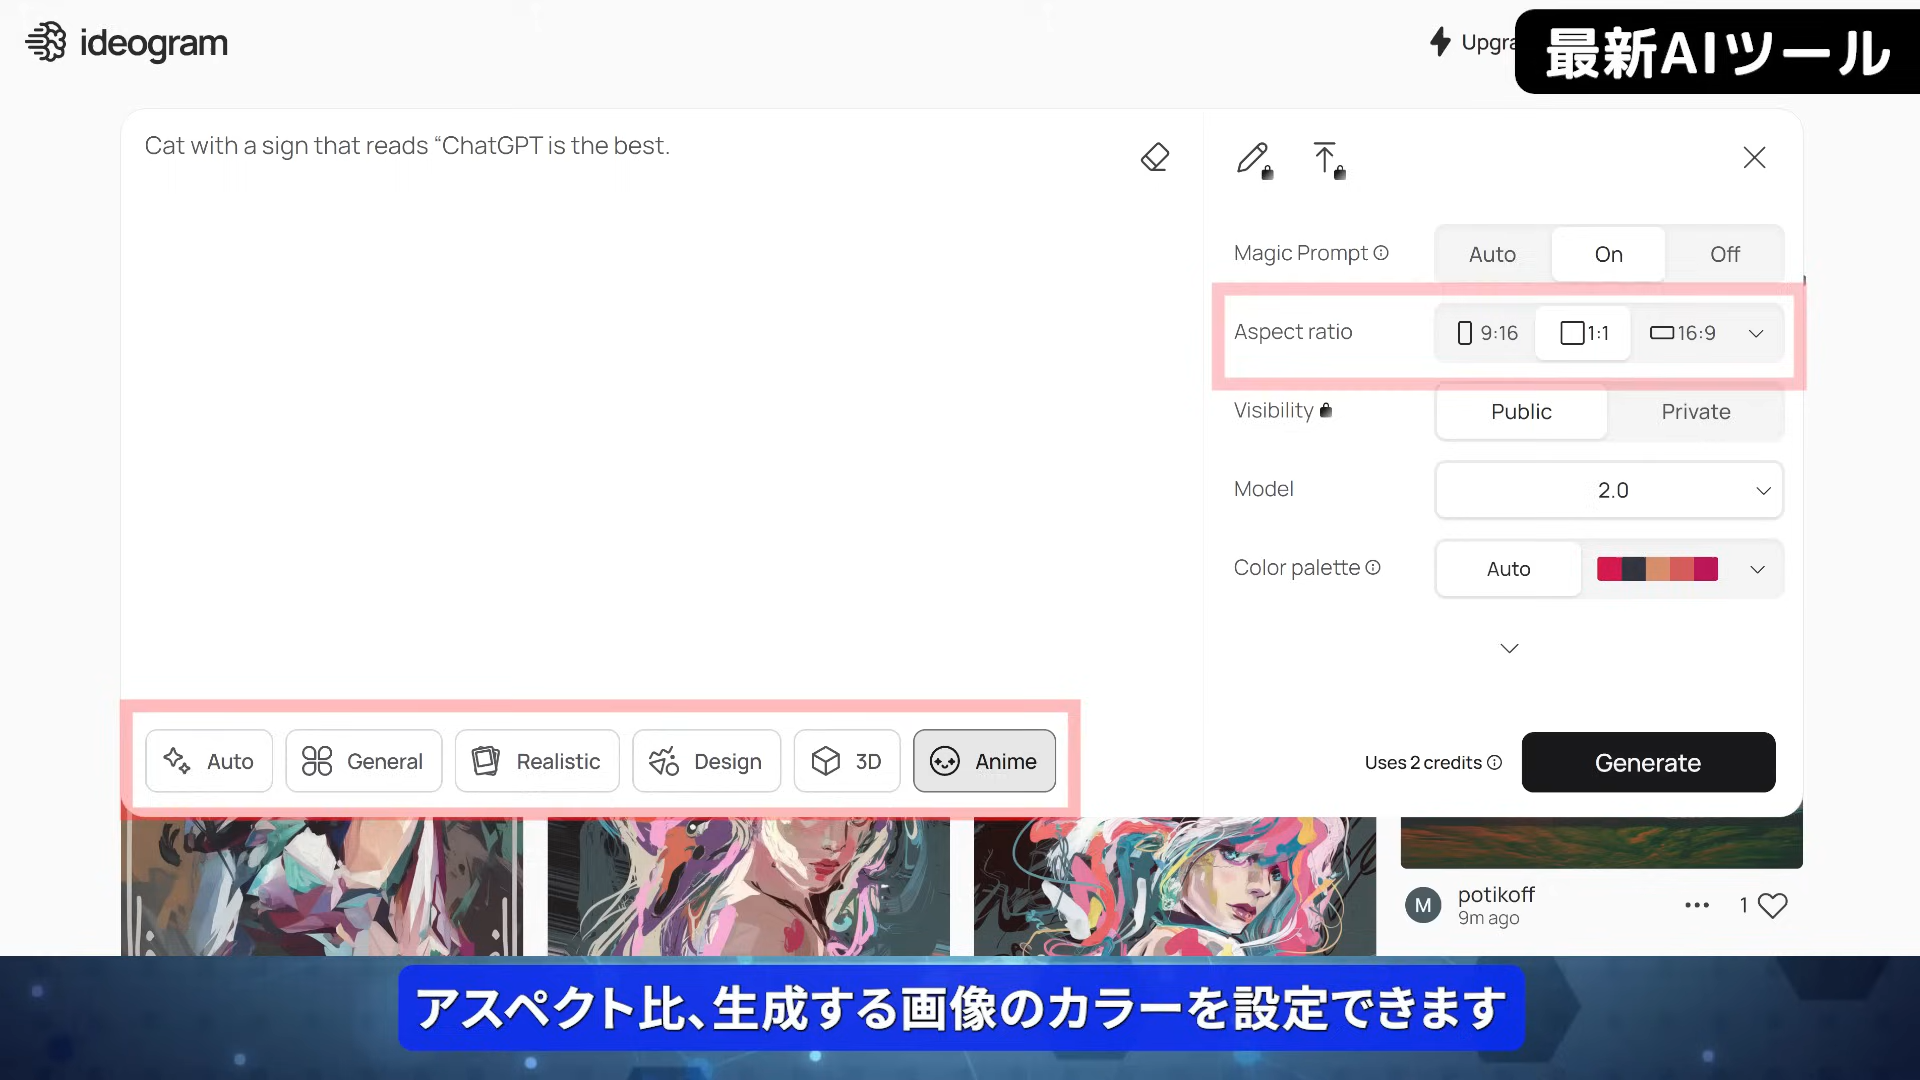 ideogram
最新AIツール
Cat with a sign that reads “ChatGPT is the best.
Magic Prompt
Auto
On
Off
Aspect ratio
9:16
1:1
16:9
Visibility
Public
Private
Model
2.0
Color palette
Auto
Auto
General
Realistic
Design
3D
Anime
Uses 2 credits
Generate
M
potikoff
9m ago
1
アスペクト比、生成する画像のカラーを設定できます